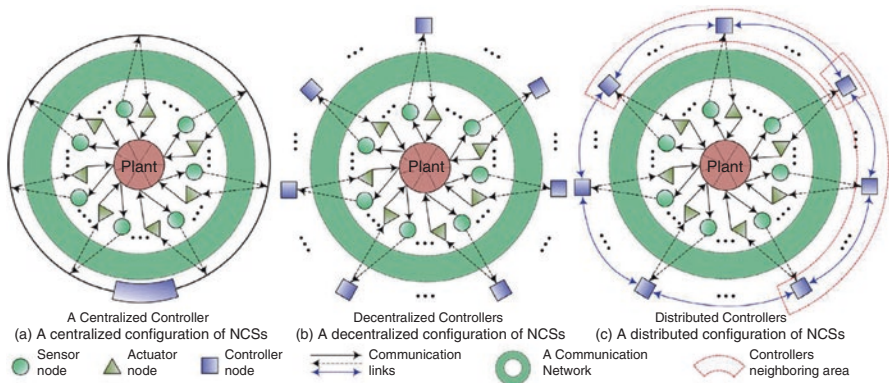 Plant
Plant
Plant
A Centralized Controller
Decentralized Controllers
Distributed Controllers
(a) A centralized configuration of NCSs
(b) A decentralized configuration of NCSs
(c) A distributed configuration of NCSs
Sensor
node
Actuator
node
Controller
node
Communication
links
A Communication
Network
Controllers
neighboring area